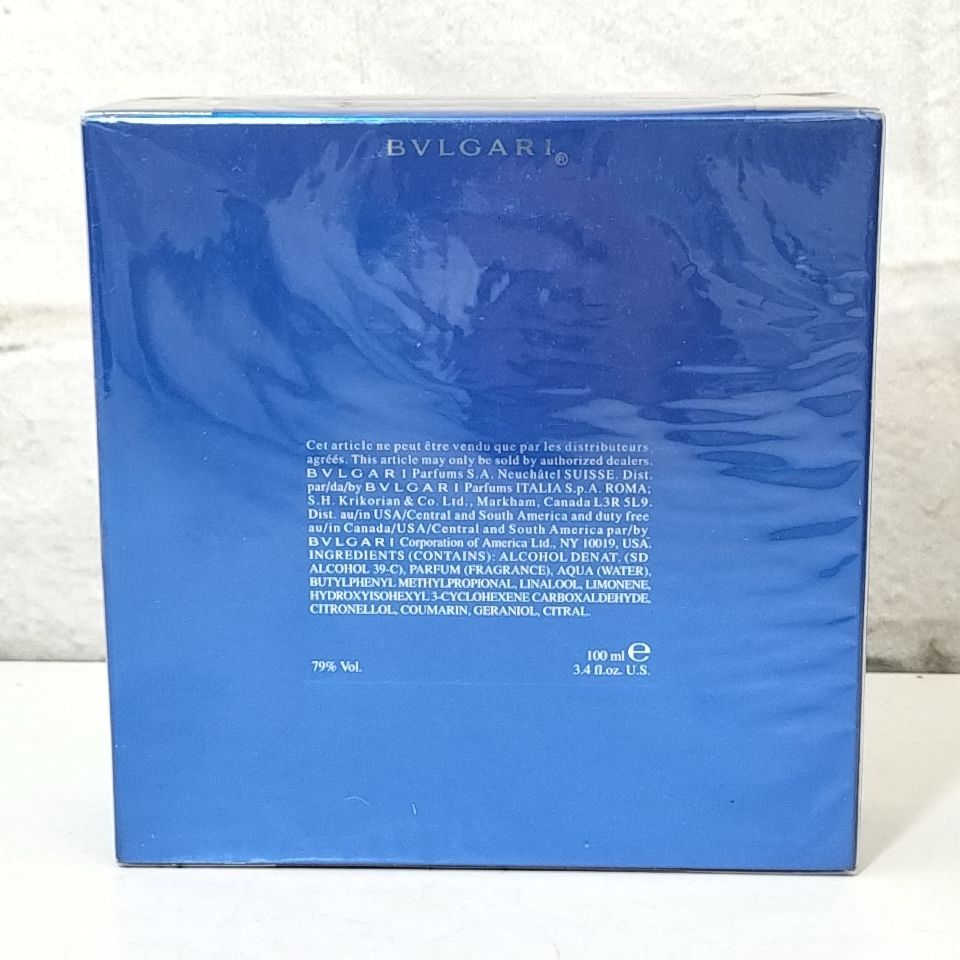 BVLGARI®
Cet article ne peut être vendu que par les distributeurs
agréés. This article may only be sold by authorized dealers.
BVLGARI Parfums S.A. Neuchâtel SUISSE. Dist.
par/da/by BVLGARI Parfums ITALIA S.p.A. ROMA;
S.H. Krikorian & Co. Ltd., Markham, Canada L3R 5L9.
Dist. au/in USA/Central and South America and duty free
au/in Canada/USA/Central and South America par/by
BVLGARI Corporation of America Ltd., NY 10019, USA.
INGREDIENTS (CONTAINS): ALCOHOL DENAT. (SD
ALCOHOL 39-C), PARFUM (FRAGRANCE), AQUA (WATER),
BUTYLPHENYL METHYLPROPIONAL, LINALOOL, LIMONENE,
HYDROXYISOHEXYL 3-CYCLOHEXENE CARBOXALDEHYDE,
CITRONELLOL, COUMARIN, GERANIOL, CITRAL.
79% Vol.
100 ml ℮
3.4 fl.oz. U.S.